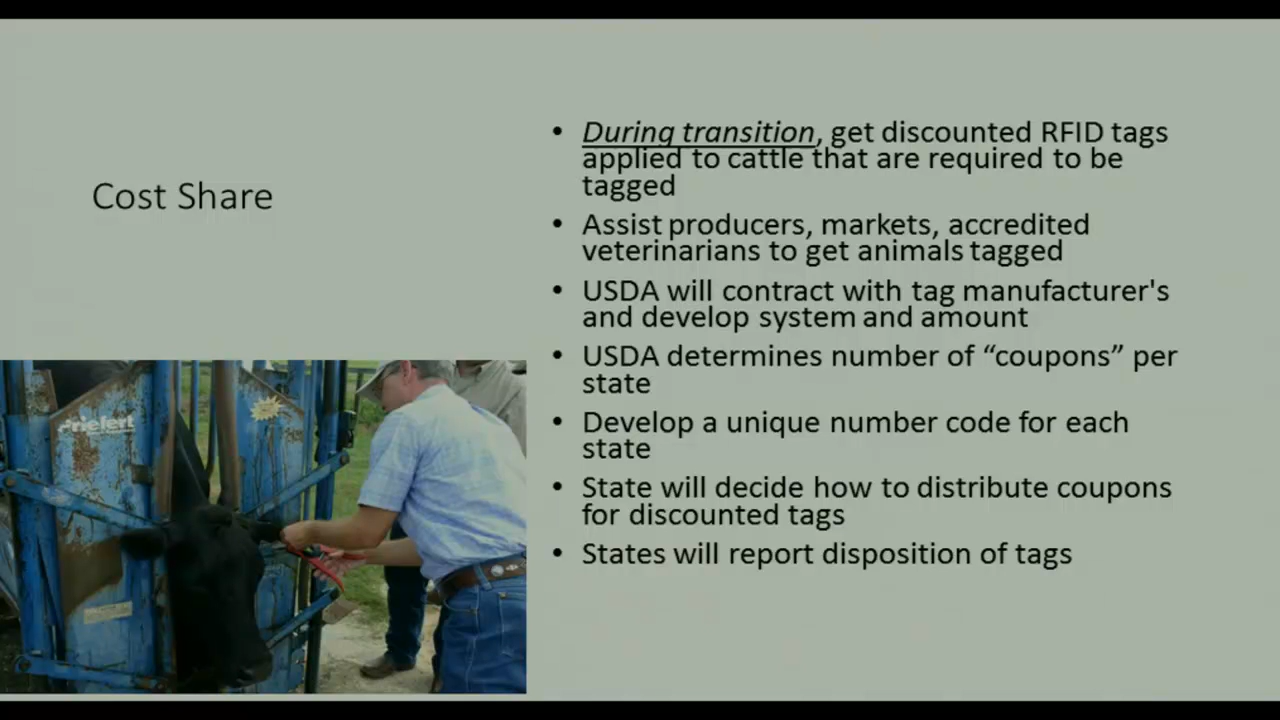 Cost Share
• During transition, get discounted RFID tags
applied to cattle that are required to be
tagged
• Assist producers, markets, accredited
veterinarians to get animals tagged
• USDA will contract with tag manufacturer's
and develop system and amount
• USDA determines number of “coupons” per
state
• Develop a unique number code for each
state
• State will decide how to distribute coupons
for discounted tags
• States will report disposition of tags
Priefert